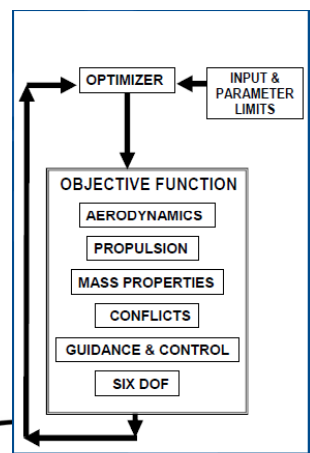 OPTIMIZER
INPUT &
PARAMETER
LIMITS
OBJECTIVE FUNCTION
AERODYNAMICS
PROPULSION
MASS PROPERTIES
CONFLICTS
GUIDANCE & CONTROL
SIX DOF